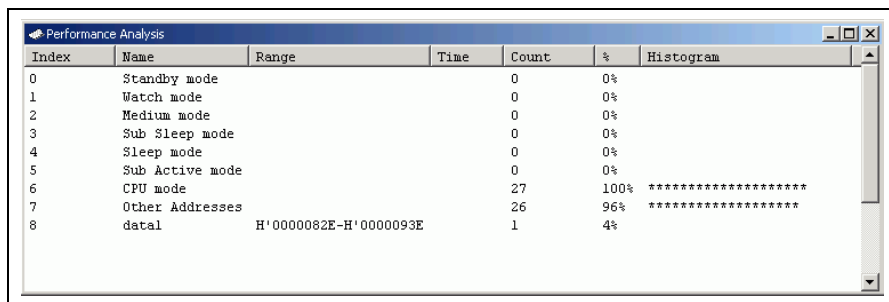 Performance Analysis
Index Name Range Time Count % Histogram
0 Standby mode 0 0%
1 Watch mode 0 0%
2 Medium mode 0 0%
3 Sub Sleep mode 0 0%
4 Sleep mode 0 0%
5 Sub Active mode 0 0%
6 CPU mode 27 100% ********************
7 Other Addresses 26 96% *******************
8 data1 H'0000082E-H'0000093E 1 4%